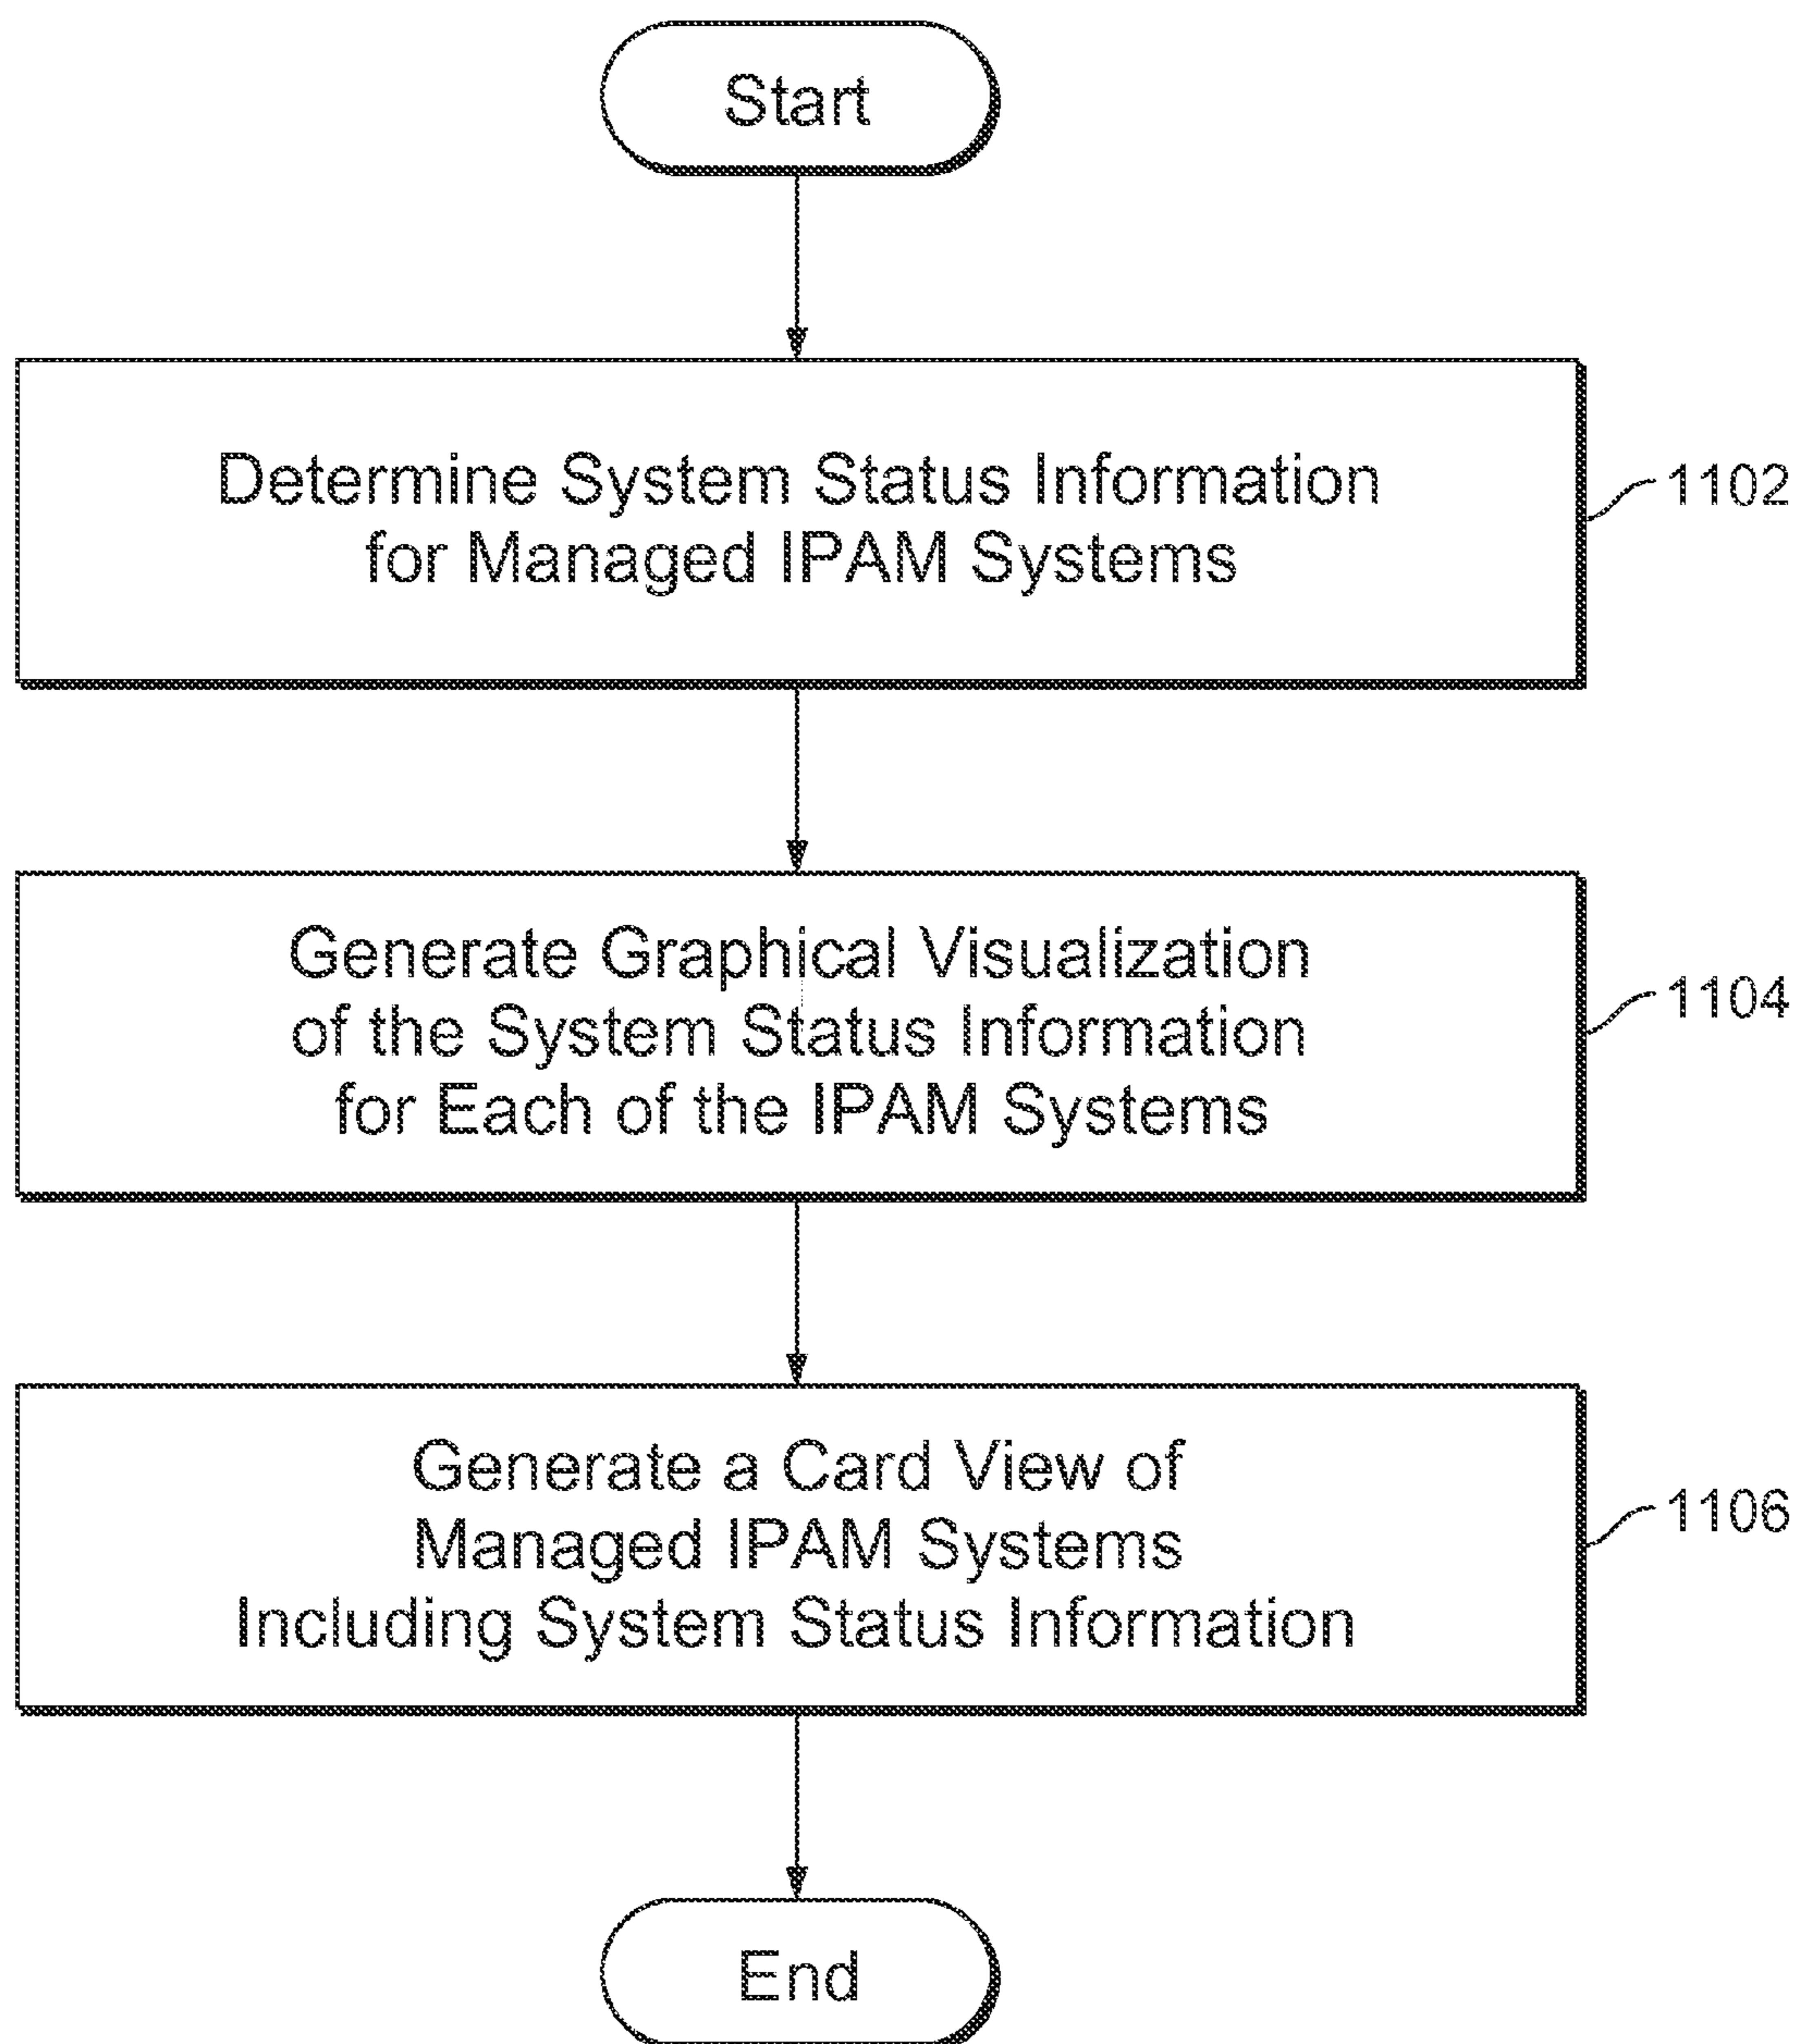 Start
Determine System Status Information
for Managed IPAM Systems
1102
Generate Graphical Visualization
of the System Status Information
for Each of the IPAM Systems
1104
Generate a Card View of
Managed IPAM Systems
Including System Status Information
1106
End